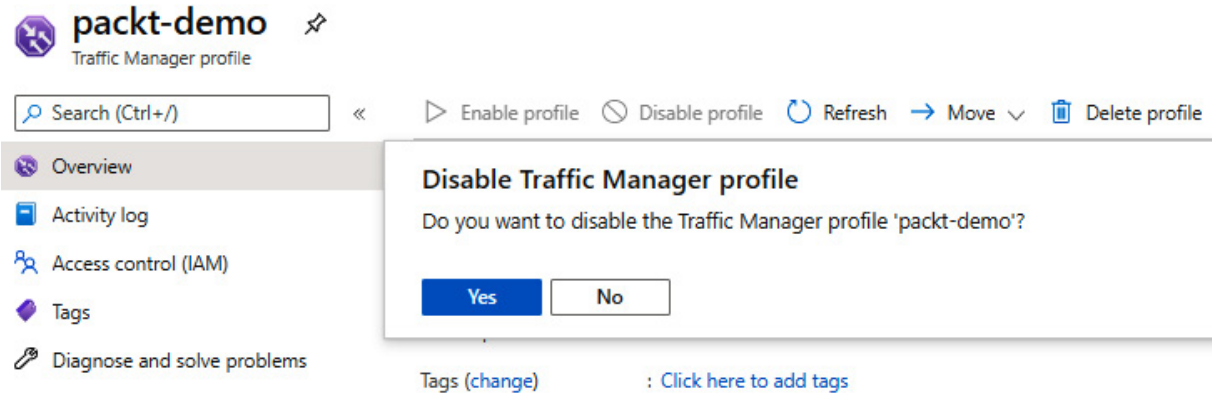 packt-demo
Traffic Manager profile
Search (Ctrl+/)
«
Enable profile Disable profile Refresh Move Delete profile
Overview
Activity log
Access control (IAM)
Tags
Diagnose and solve problems
Disable Traffic Manager profile
Do you want to disable the Traffic Manager profile 'packt-demo'?
Yes No
Tags (change) : Click here to add tags